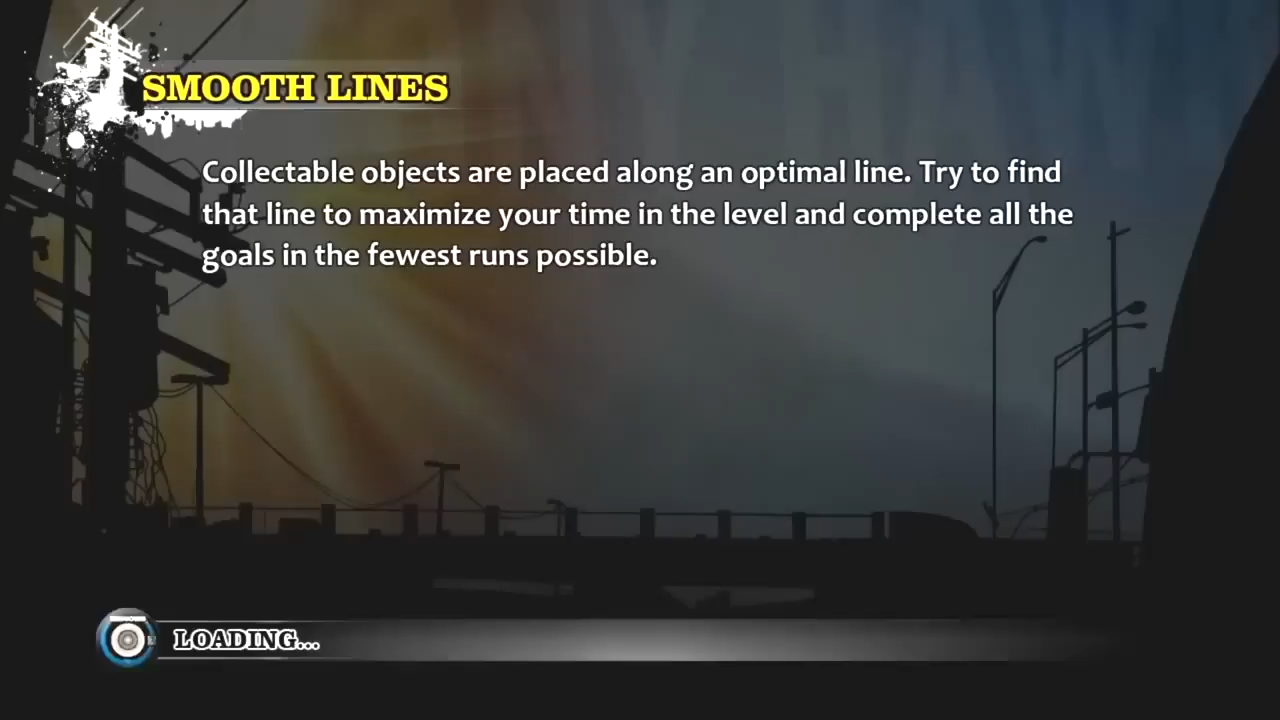 SMOOTH LINES
Collectable objects are placed along an optimal line. Try to find
that line to maximize your time in the level and complete all the
goals in the fewest runs possible.
LOADING...